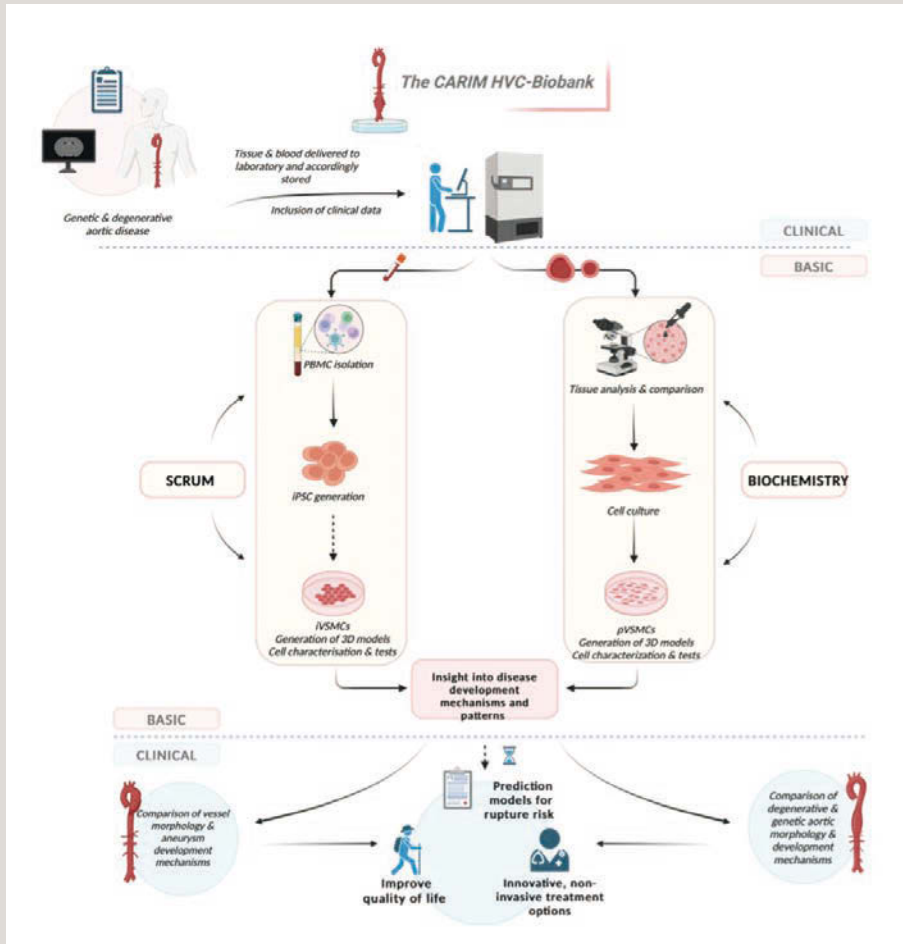 The CARIM HVC-Biobank
Tissue & blood delivered to
laboratory and accordingly
stored
Inclusion of clinical data
Genetic & degenerative
aortic disease
CLINICAL
BASIC
PBMC isolation
Tissue analysis & comparison
SCRUM
BIOCHEMISTRY
iPSC generation
Cell culture
iVSMCs
Generation of 3D models
Cell characterisation & tests
pVSMCs
Generation of 3D models
Cell characterization & tests
Insight into disease
development
mechanisms and
patterns
BASIC
CLINICAL
Comparison of vessel
morphology &
aneurysm
development
mechanisms
Prediction
models for
rupture risk
Comparison of
degenerative &
genetic aortic
morphology &
development
mechanisms
Improve
quality of life
Innovative, non-
invasive treatment
options